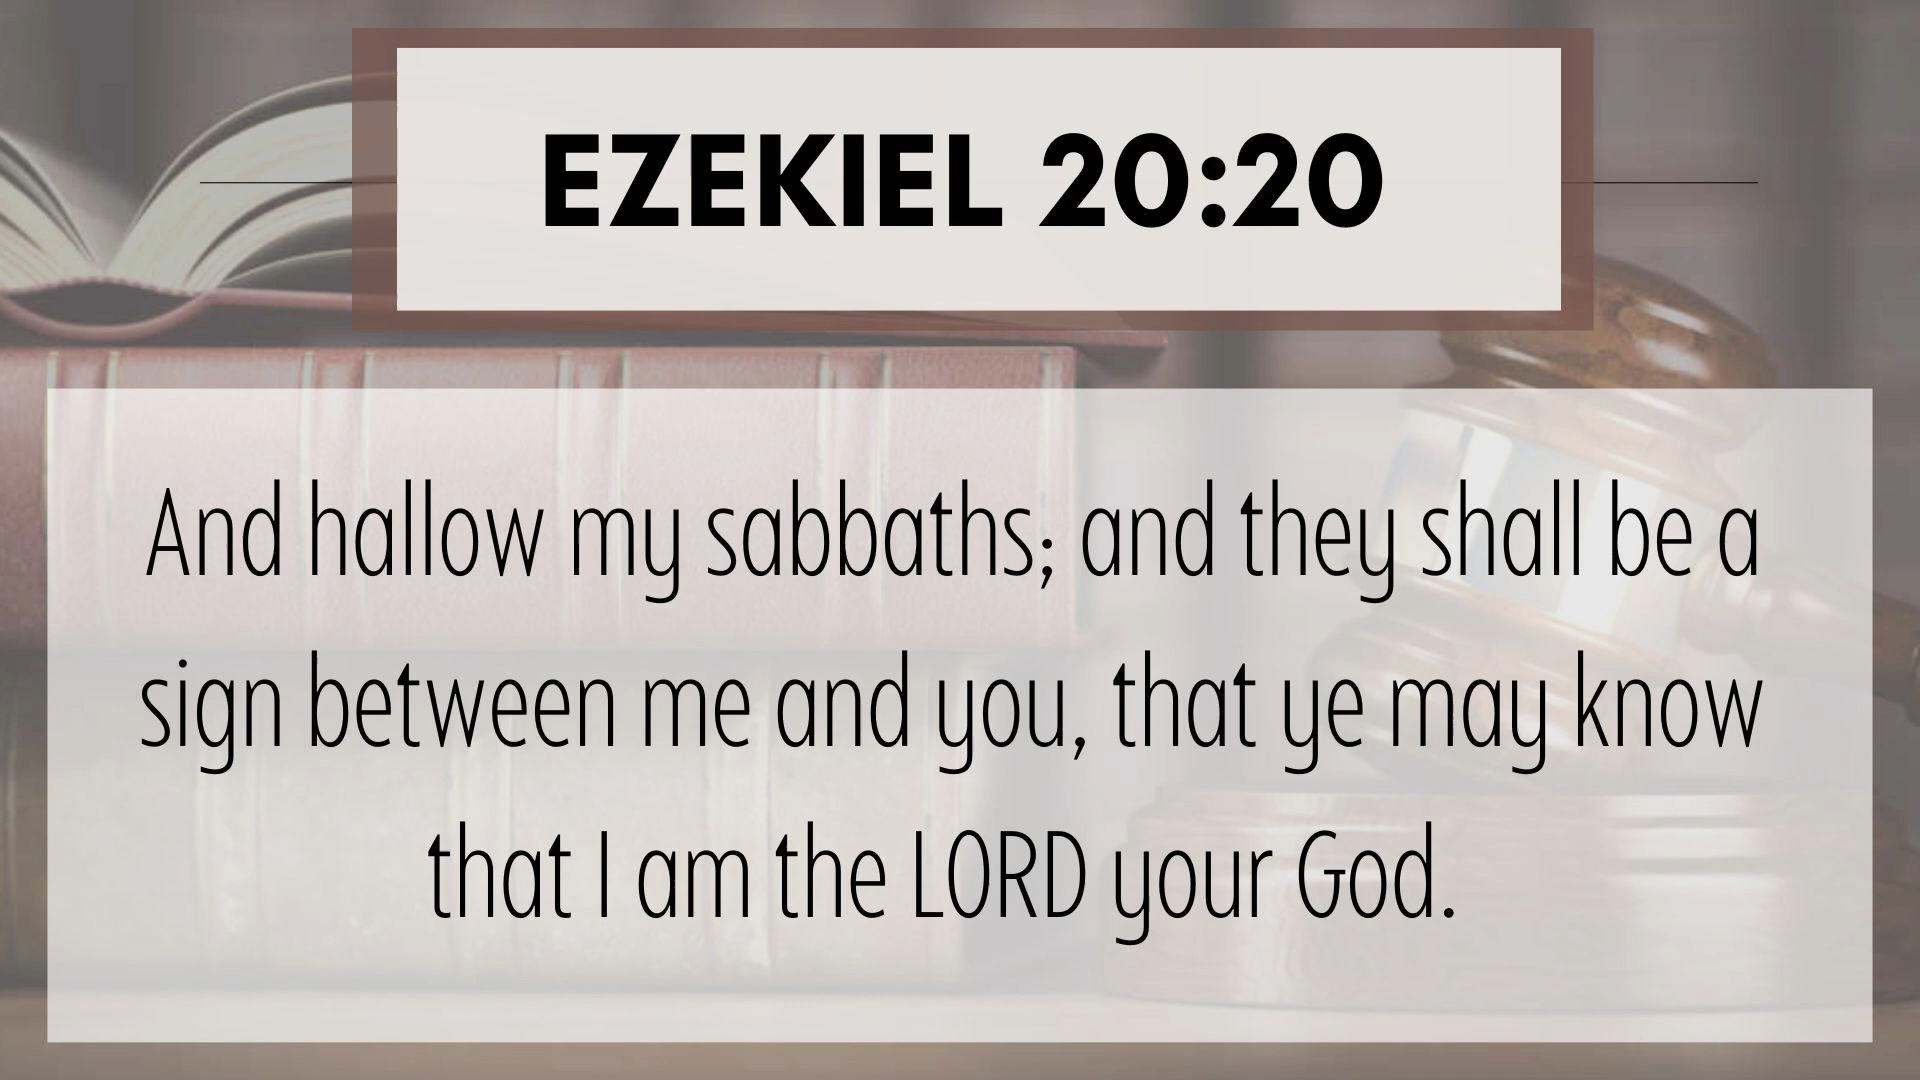 EZEKIEL 20:20
And hallow my sabbaths; and they shall be a
sign between me and you, that ye may know
that I am the LORD your God.